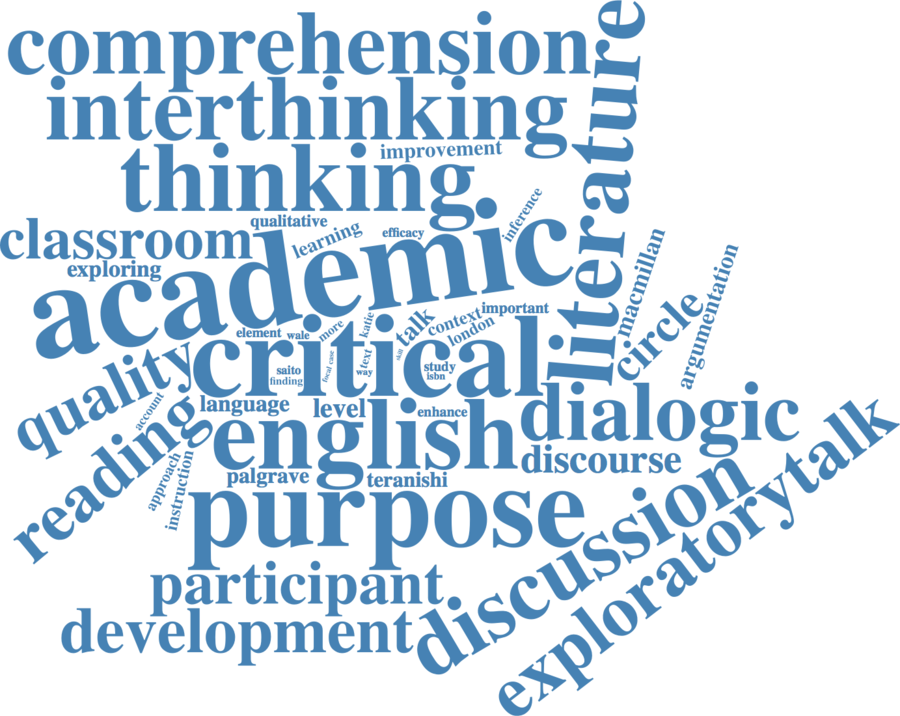 comprehension
interthinking
literature
thinking
improvement
inference
qualitative
efficacy
learning
classroom
exploring
academic
macmillan
argumentation
circle
important
context
london
talk
katie
more
element
wale
critical
text
way
skill
focal
case
saito
finding
study
isbn
quality
account
language
level
enhance
dialogic
reading
english
discourse
approach
instruction
palgrave
teranishi
purpose
discussion
exploratorytalk
participant
development